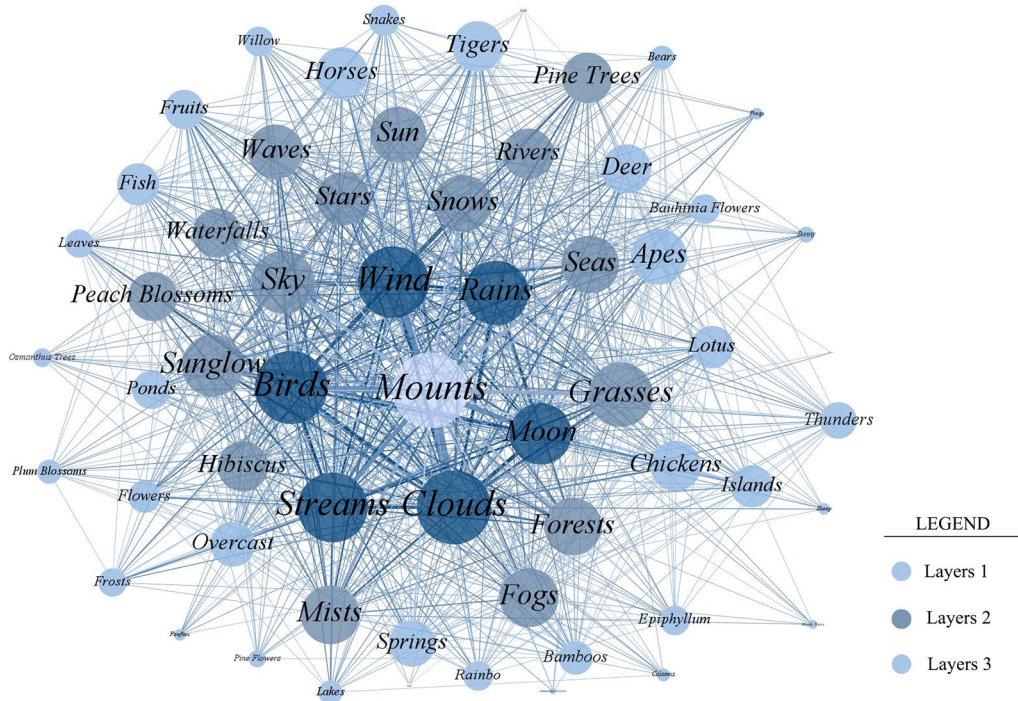 Snakes
Willow
Tigers
Bears
Horses
Pine Trees
Fruits
Frogs
Sun
Waves
Rivers
Deer
Fish
Stars
Snows
Bauhinia Flowers
Waterfalls
Sunny
Leaves
Apes
Seas
Wind
Sky
Rains
Peach Blossoms
Lotus
Osmanthus Trees
Sunglow
Birds
Mounts
Ponds
Grasses
Thunders
Moon
Hibiscus
Chickens
Plum Blossoms
Islands
Flowers
Streams
Clouds
Sheep
Forests
LEGEND
Overcast
Layers 1
Frosts
Fogs
Mists
Layers 2
Epiphyllum
Springs
Bamboos
Pine Flowers
Layers 3
Rainbo
Lakes